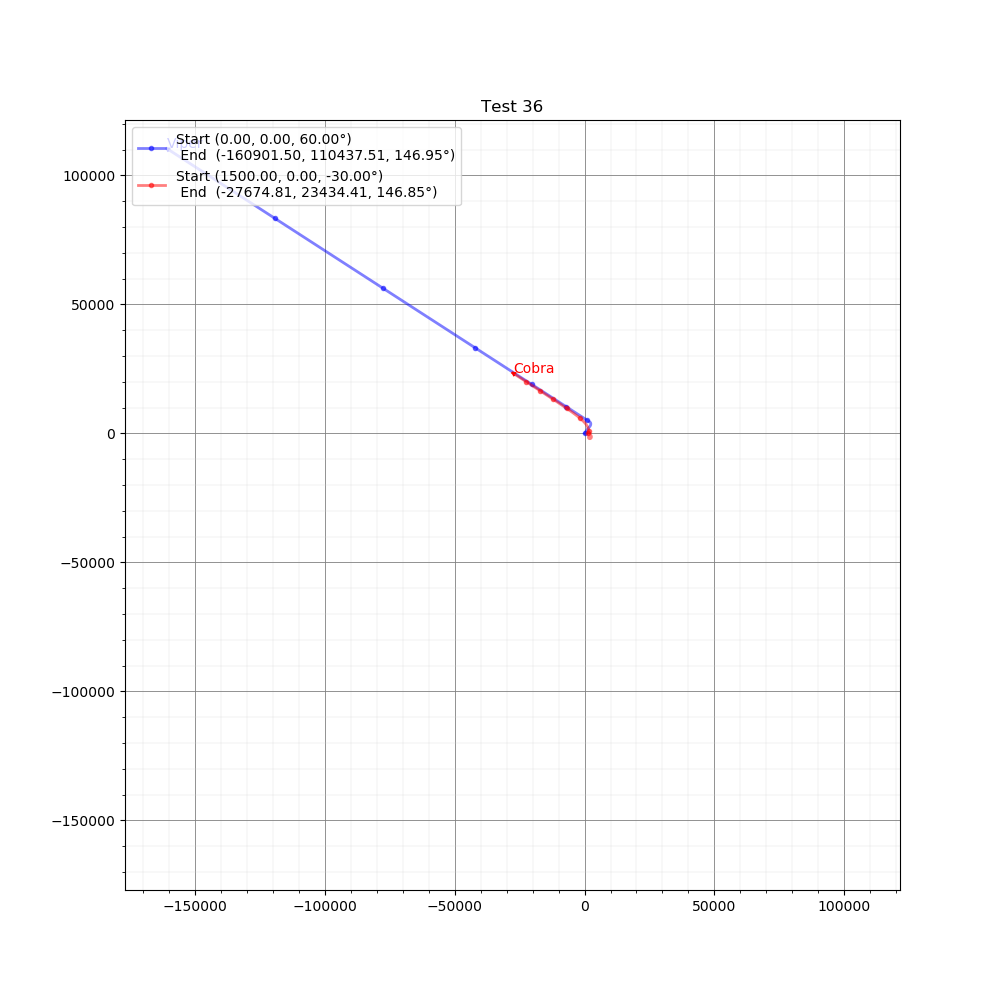 Test 36
Start (0.00, 0.00, 60.00°)
End (-160901.50, 110437.51, 146.95°)
Start (1500.00, 0.00, -30.00°)
End (-27674.81, 23434.41, 146.85°)
Cobra
100000
50000
0
−50000
−100000
−150000
−150000 −100000 −50000 0 50000 100000